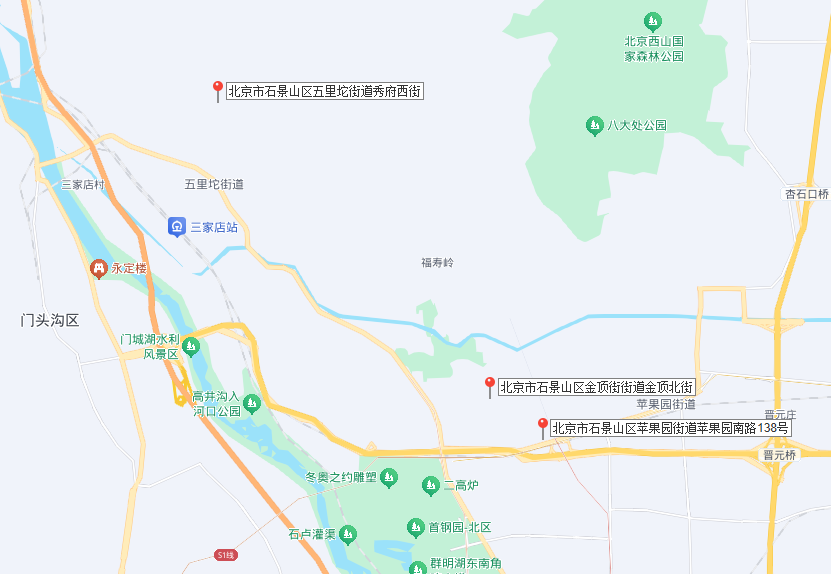 北京西山国
家森林公园
北京市石景山区五里坨街道秀府西街
八大处公园
三家店村
五里坨街道
杏石口桥
三家店站
福寿岭
永定楼
门头沟区
门城湖水利
风景区
北京市石景山区金顶街街道金顶北街
高井沟入
河口公园
苹果园街道
晋元庄
北京市石景山区苹果园街道苹果园南路138号
晋元桥
冬奥之约雕塑
二高炉
首钢园-北区
石卢灌渠
S1线
群明湖东南角